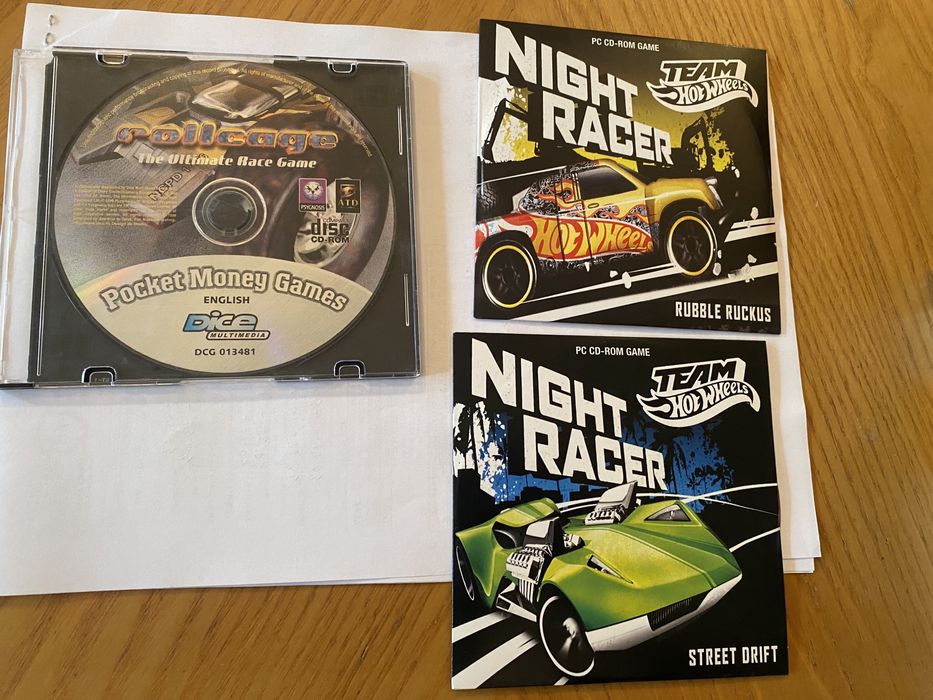 rollcage
The Ultimate Race Game
PSYGNOSIS
ATD
COMPACT
disc
CD-ROM
Pocket Money Games
ENGLISH
Dice
MULTIMEDIA
DCG 013481
PC CD-ROM GAME
NIGHT
RACER
TEAM
HOT WHEELS
HOT WHEELS
RUBBLE RUCKUS
PC CD-ROM GAME
NIGHT
RACER
TEAM
HOT WHEELS
STREET DRIFT